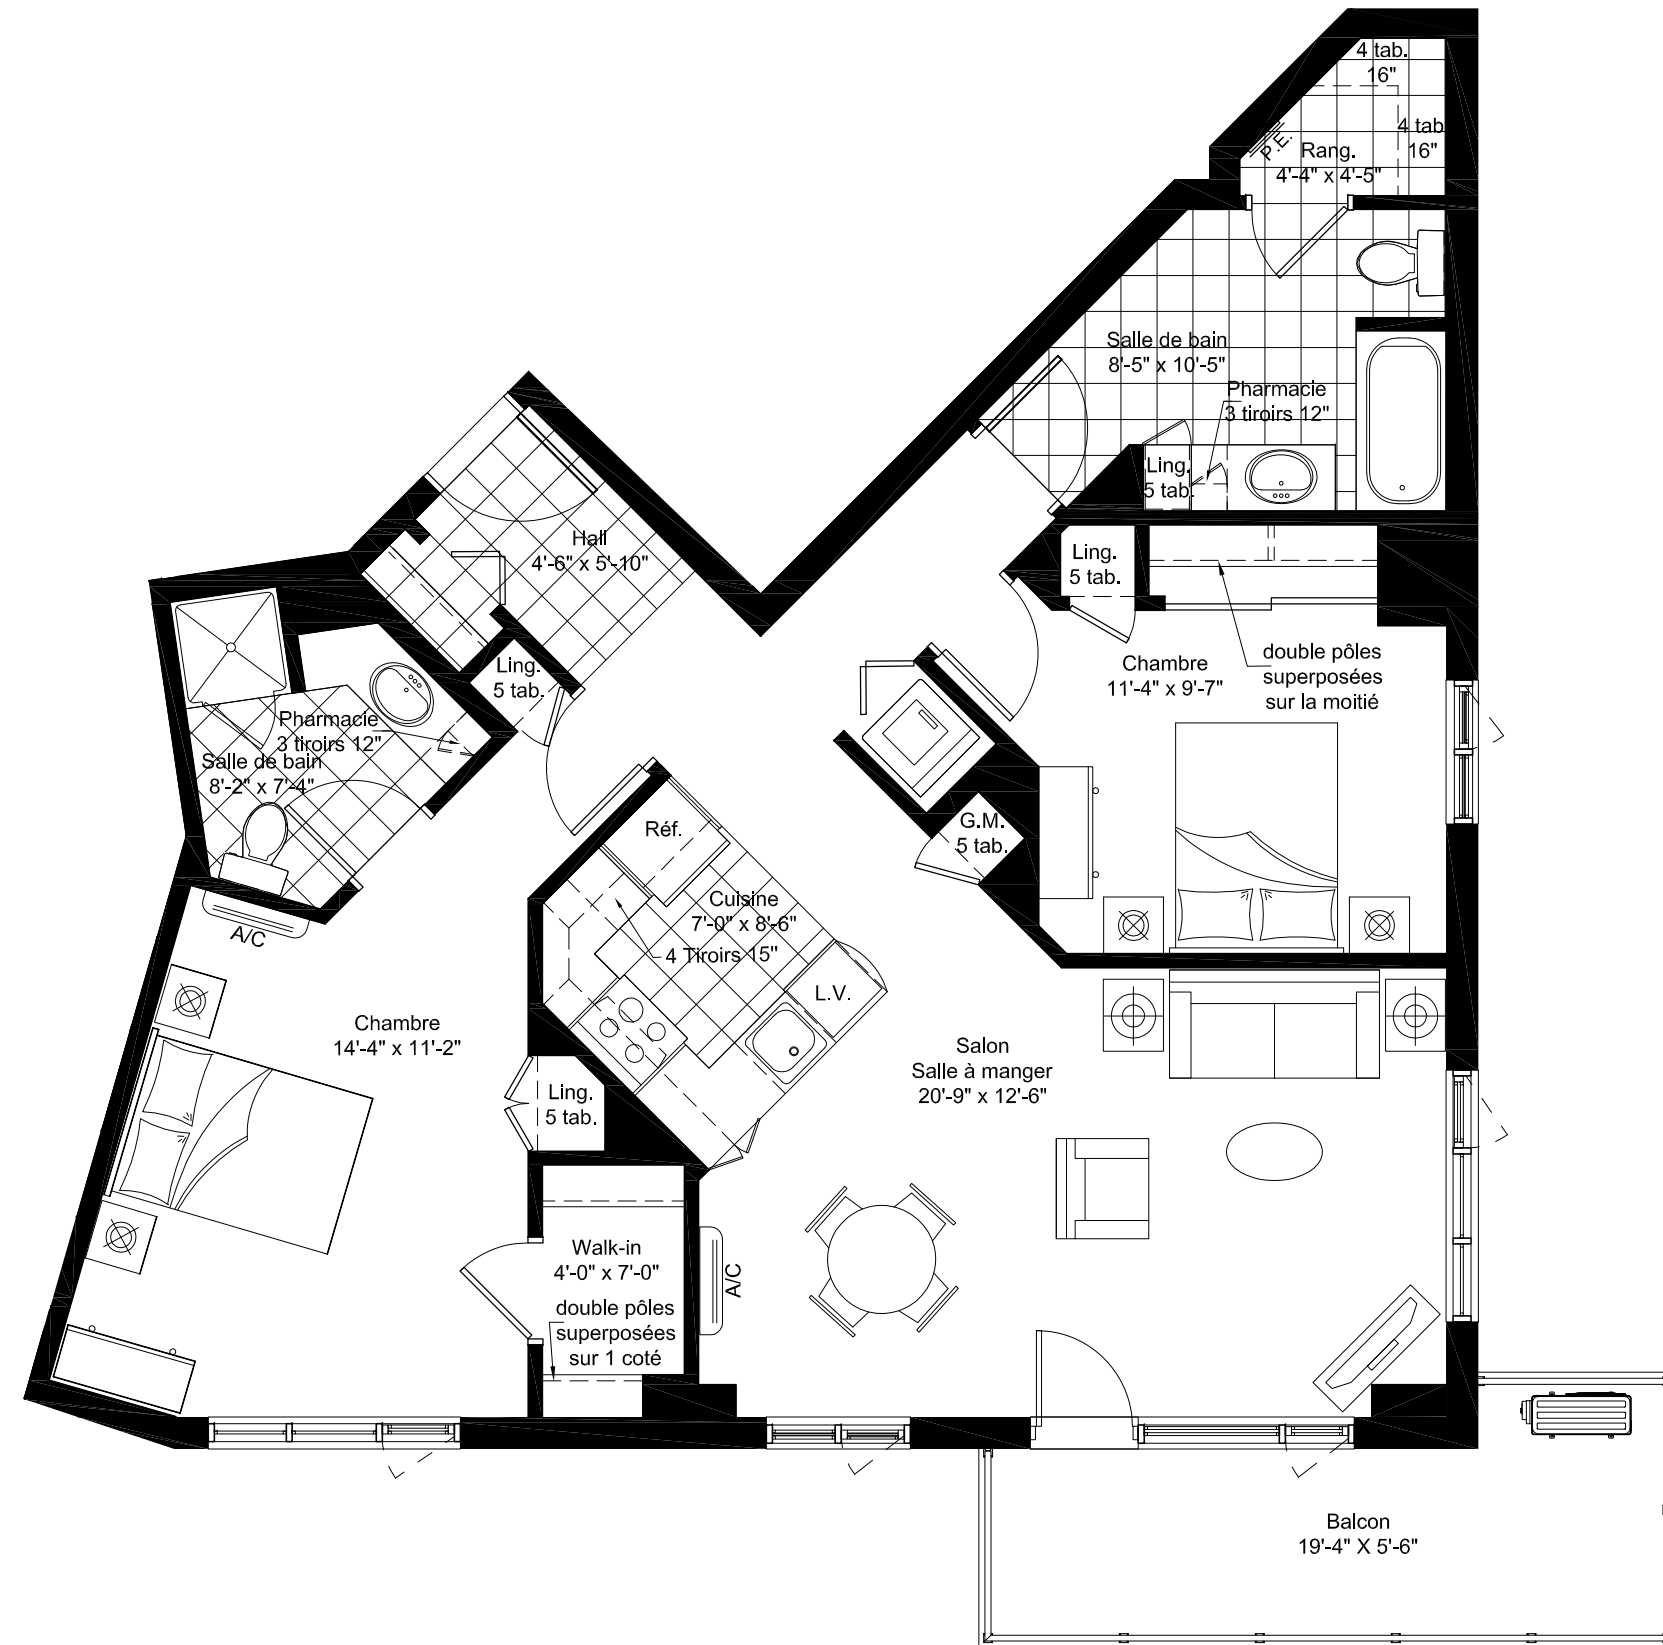 4 tab.
16"
4 tab
16"
P.E.
Rang.
4'-4" x 4'-5"
Salle de bain
8'-5" x 10'-5"
Pharmacie
3 tiroirs 12"
Ling.
5 tab.
Hall
4'-6" x 5'-10"
Ling.
5 tab.
Ling.
5 tab.
Chambre
11'-4" x 9'-7"
double pôles
superposées
sur la moitié
Pharmacie
3 tiroirs 12"
Salle de bain
8'-2" x 7'-4"
Réf.
G.M.
5 tab.
Cuisine
7'-0" x 8'-6"
4 Tiroirs 15"
A/C
L.V.
Chambre
14'-4" x 11'-2"
Salon
Salle à manger
20'-9" x 12'-6"
Ling.
5 tab.
Walk-in
4'-0" x 7'-0"
double pôles
superposées
sur 1 coté
A/C
Balcon
19'-4" X 5'-6"